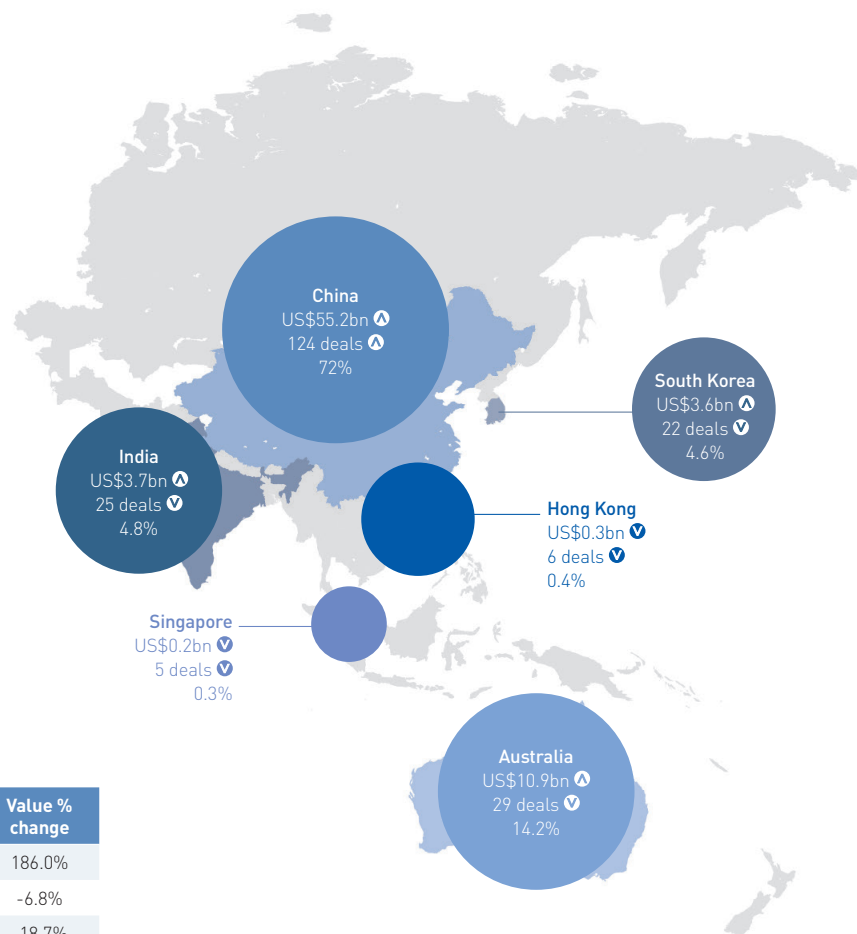 China
US$55.2bn
124 deals
72%
South Korea
US$3.6bn
22 deals
4.6%
India
US$3.7bn
25 deals
4.8%
Hong Kong
US$0.3bn
6 deals
0.4%
Singapore
US$0.2bn
5 deals
0.3%
Australia
US$10.9bn
29 deals
14.2%
Value %
change
186.0%
-6.8%